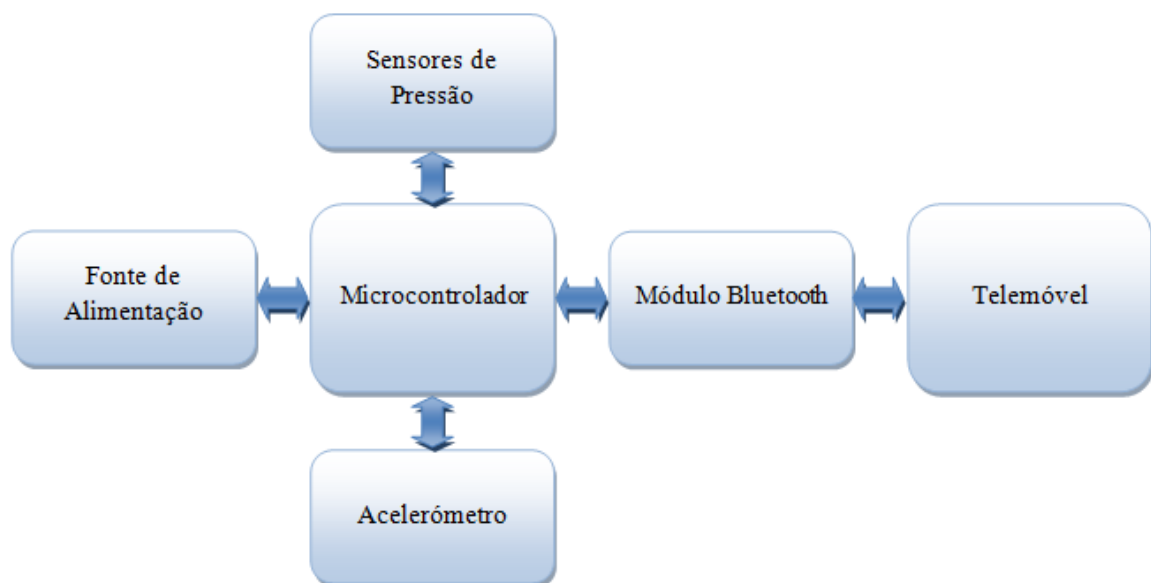 Sensores de
Pressão
Fonte de
Alimentação
Microcontrolador
Módulo Bluetooth
Telemóvel
Acelerómetro